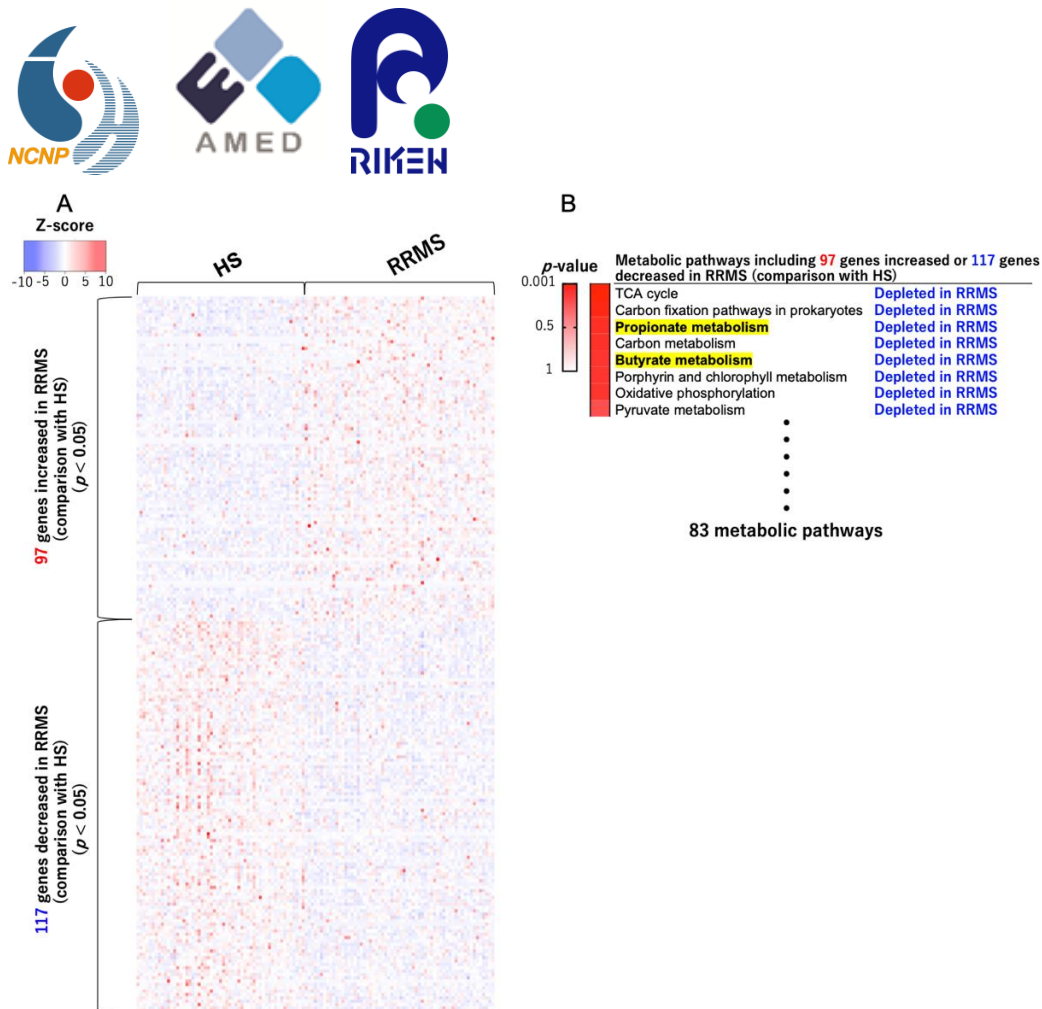 NCNP
AMED
RIKEN
A
Z-score
-10 -5 0 5 10
HS
RRMS
97 genes increased in RRMS
(comparison with HS)
(p < 0.05)
117 genes decreased in RRMS
(comparison with HS)
(p < 0.05)
B
p-value
0.001
0.5
1
Metabolic pathways including 97 genes increased or 117 genes
decreased in RRMS (comparison with HS)
TCA cycle Depleted in RRMS
Carbon fixation pathways in prokaryotes Depleted in RRMS
Propionate metabolism Depleted in RRMS
Carbon metabolism Depleted in RRMS
Butyrate metabolism Depleted in RRMS
Porphyrin and chlorophyll metabolism Depleted in RRMS
Oxidative phosphorylation Depleted in RRMS
Pyruvate metabolism Depleted in RRMS
83 metabolic pathways